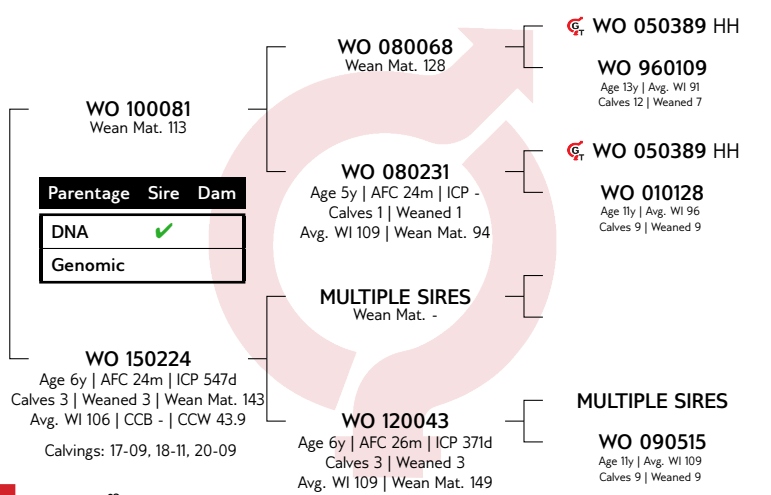 WO 050389 HH
WO 080068
Wean Mat. 128
WO 960109
Age 13y | Avg. WI 91
Calves 12 | Weaned 7
WO 100081
Wean Mat. 113
WO 050389 HH
WO 080231
Age 5y | AFC 24m | ICP -
Calves 1 | Weaned 1
Avg. WI 109 | Wean Mat. 94
WO 010128
Age 11y | Avg. WI 96
Calves 9 | Weaned 9
Parentage Sire Dam
DNA ✔
Genomic
MULTIPLE SIRES
Wean Mat. -
WO 150224
Age 6y | AFC 24m | ICP 547d
Calves 3 | Weaned 3 | Wean Mat. 143
Avg. WI 106 | CCB - | CCW 43.9
Calvings: 17-09, 18-11, 20-09
MULTIPLE SIRES
WO 120043
Age 6y | AFC 26m | ICP 371d
Calves 3 | Weaned 3
Avg. WI 109 | Wean Mat. 149
WO 090515
Age 11y | Avg. WI 109
Calves 9 | Weaned 9